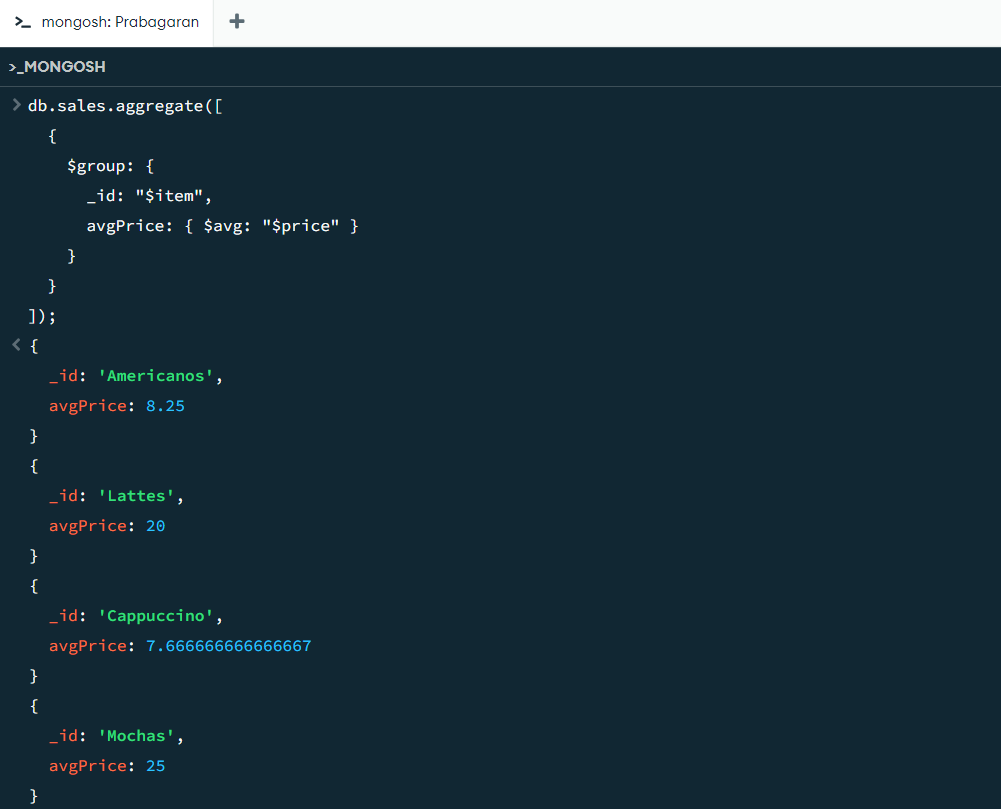 mongosh: Prabagaran
>_MONGOSH
db.sales.aggregate([
{
$group: {
_id: "$item",
avgPrice: { $avg: "$price" }
}
}
]);
{
_id: 'Americanos',
avgPrice: 8.25
}
{
_id: 'Lattes',
avgPrice: 20
}
{
_id: 'Cappuccino',
avgPrice: 7.666666666666667
}
{
_id: 'Mochas',
avgPrice: 25
}